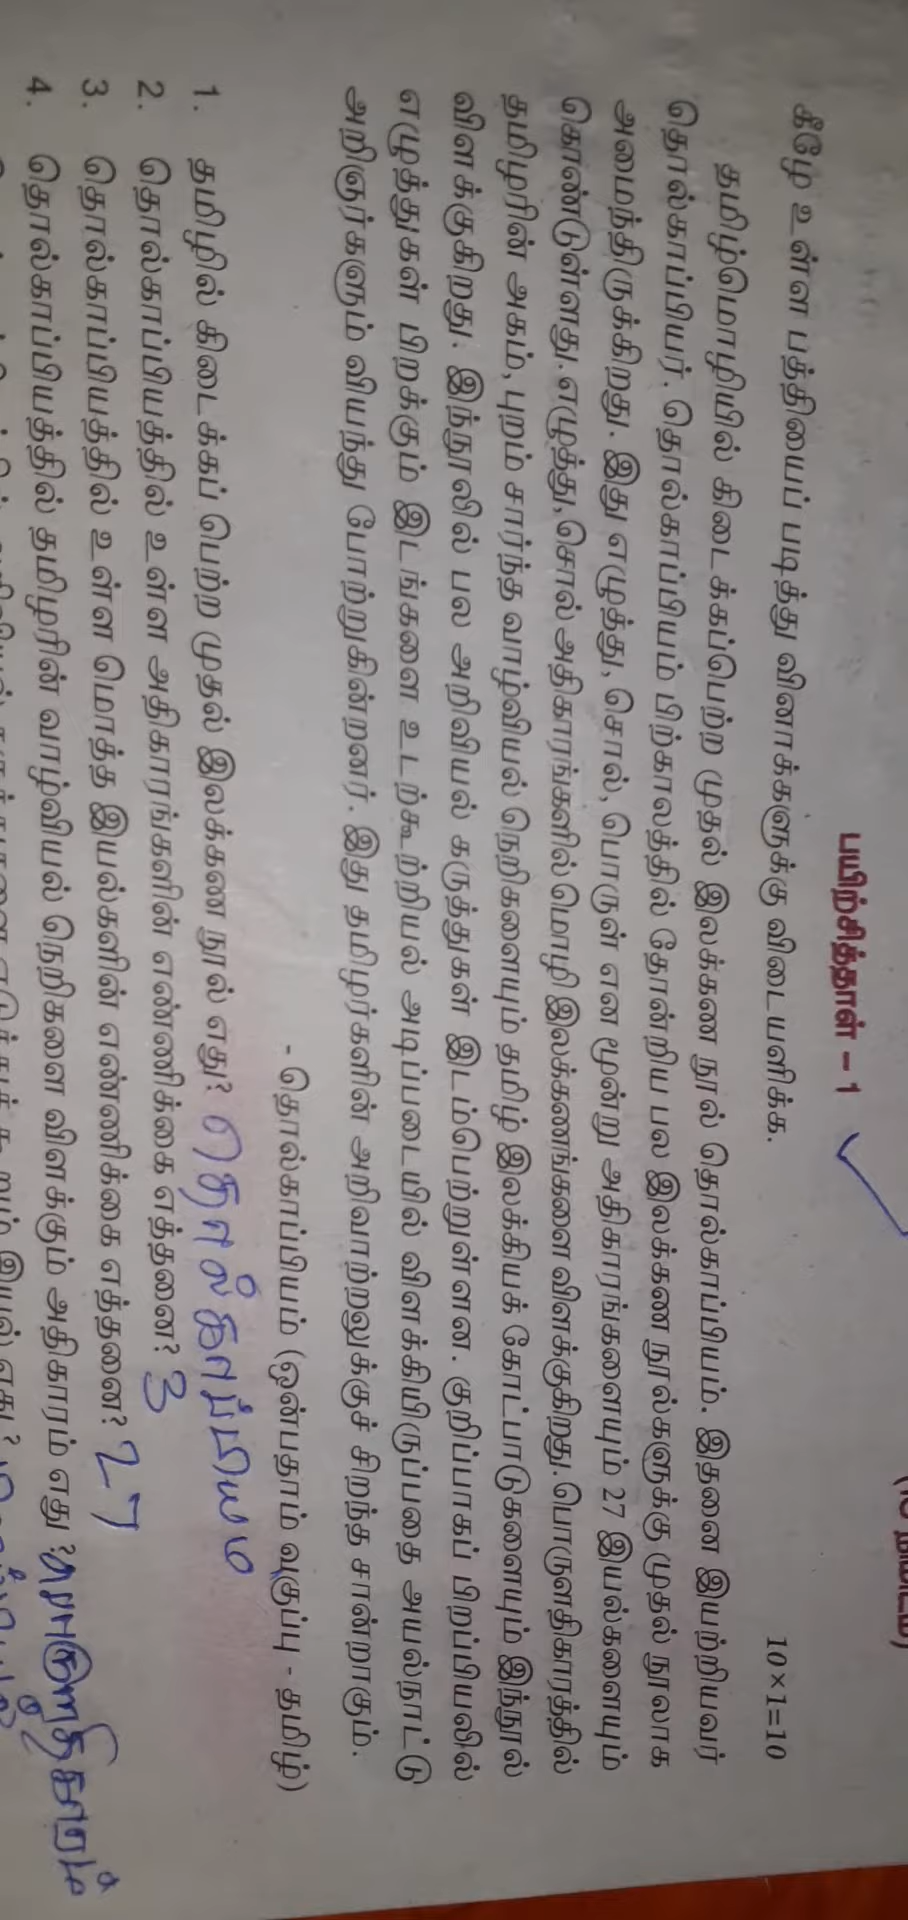 பயிற்சித்தாள் – 1
கீழே உள்ள பத்தியைப் படித்து வினாக்களுக்கு விடையளிக்க. 10×1=10
தமிழ்மொழியில் கிடைக்கப்பெற்ற முதல் இலக்கண நூல் தொல்காப்பியம். இதனை இயற்றியவர்
தொல்காப்பியர். தொல்காப்பியம் பிற்காலத்தில் தோன்றிய பல இலக்கண நூல்களுக்கு முதல் நூலாக
அமைந்திருக்கிறது. இது எழுத்து, சொல், பொருள் என மூன்று அதிகாரங்களையும் 27 இயல்களையும்
கொண்டுள்ளது. எழுத்து, சொல் அதிகாரங்களில் மொழி இலக்கணங்களை விளக்குகிறது. பொருளதிகாரத்தில்
தமிழரின் அகம், புறம் சார்ந்த வாழ்வியல் நெறிகளையும் தமிழ் இலக்கியக் கோட்பாடுகளையும் இந்நூல்
விளக்குகிறது; இந்நூலில் பல அறிவியல் கருத்துகள் இடம்பெற்றுள்ளன. குறிப்பாகப் பிறப்பியலில்
எழுத்துகள் பிறக்கும் இடங்களை உடற்கூற்றியல் அடிப்படையில் விளக்கியிருப்பதை அயல்நாட்டு
அறிஞர்களும் வியந்து போற்றுகின்றனர். இது தமிழர்களின் அறிவாற்றலுக்குச் சிறந்த சான்றாகும்.
- தொல்காப்பியம் (ஒன்பதாம் வகுப்பு - தமிழ்)
1. தமிழில் கிடைக்கப் பெற்ற முதல் இலக்கண நூல் எது? தொல்காப்பியம
2. தொல்காப்பியத்தில் உள்ள அதிகாரங்களின் எண்ணிக்கை எத்தனை? 3
3. தொல்காப்பியத்தில் உள்ள மொத்த இயல்களின் எண்ணிக்கை எத்தனை? 27
4. தொல்காப்பியத்தில் தமிழரின் வாழ்வியல் நெறிகளை விளக்கும் அதிகாரம் எது?